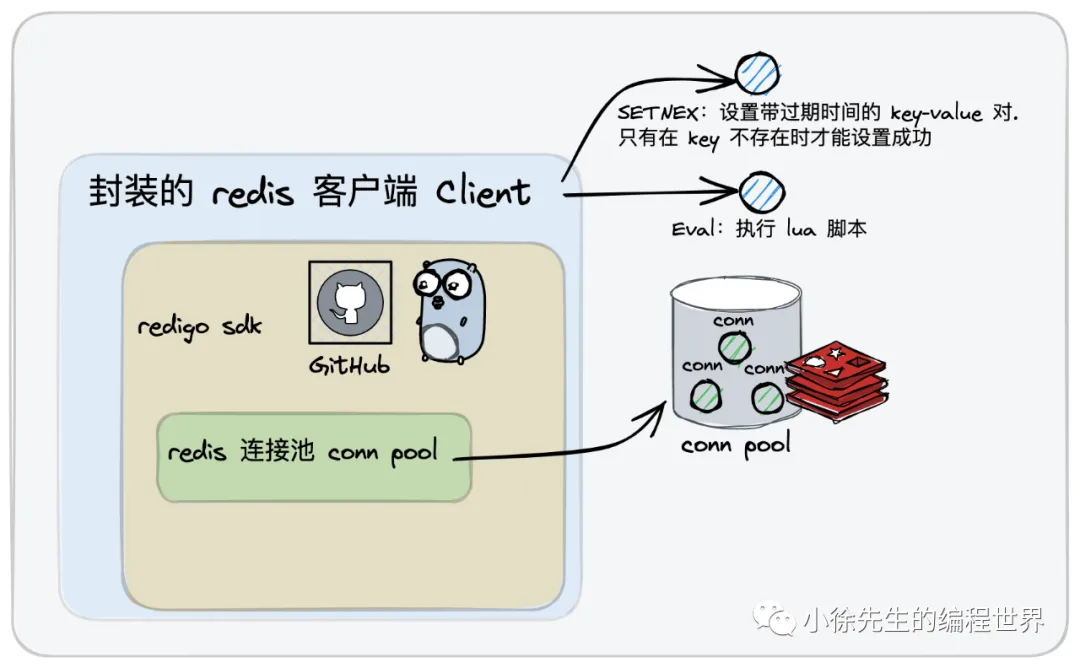 SETNEX：设置带过期时间的 key-value 对.
只有在 key 不存在时才能设置成功
封装的 redis 客户端 Client
Eval：执行 lua 脚本
redigo sdk
GitHub
conn
conn
conn
redis 连接池 conn pool
conn pool
小徐先生的编程世界